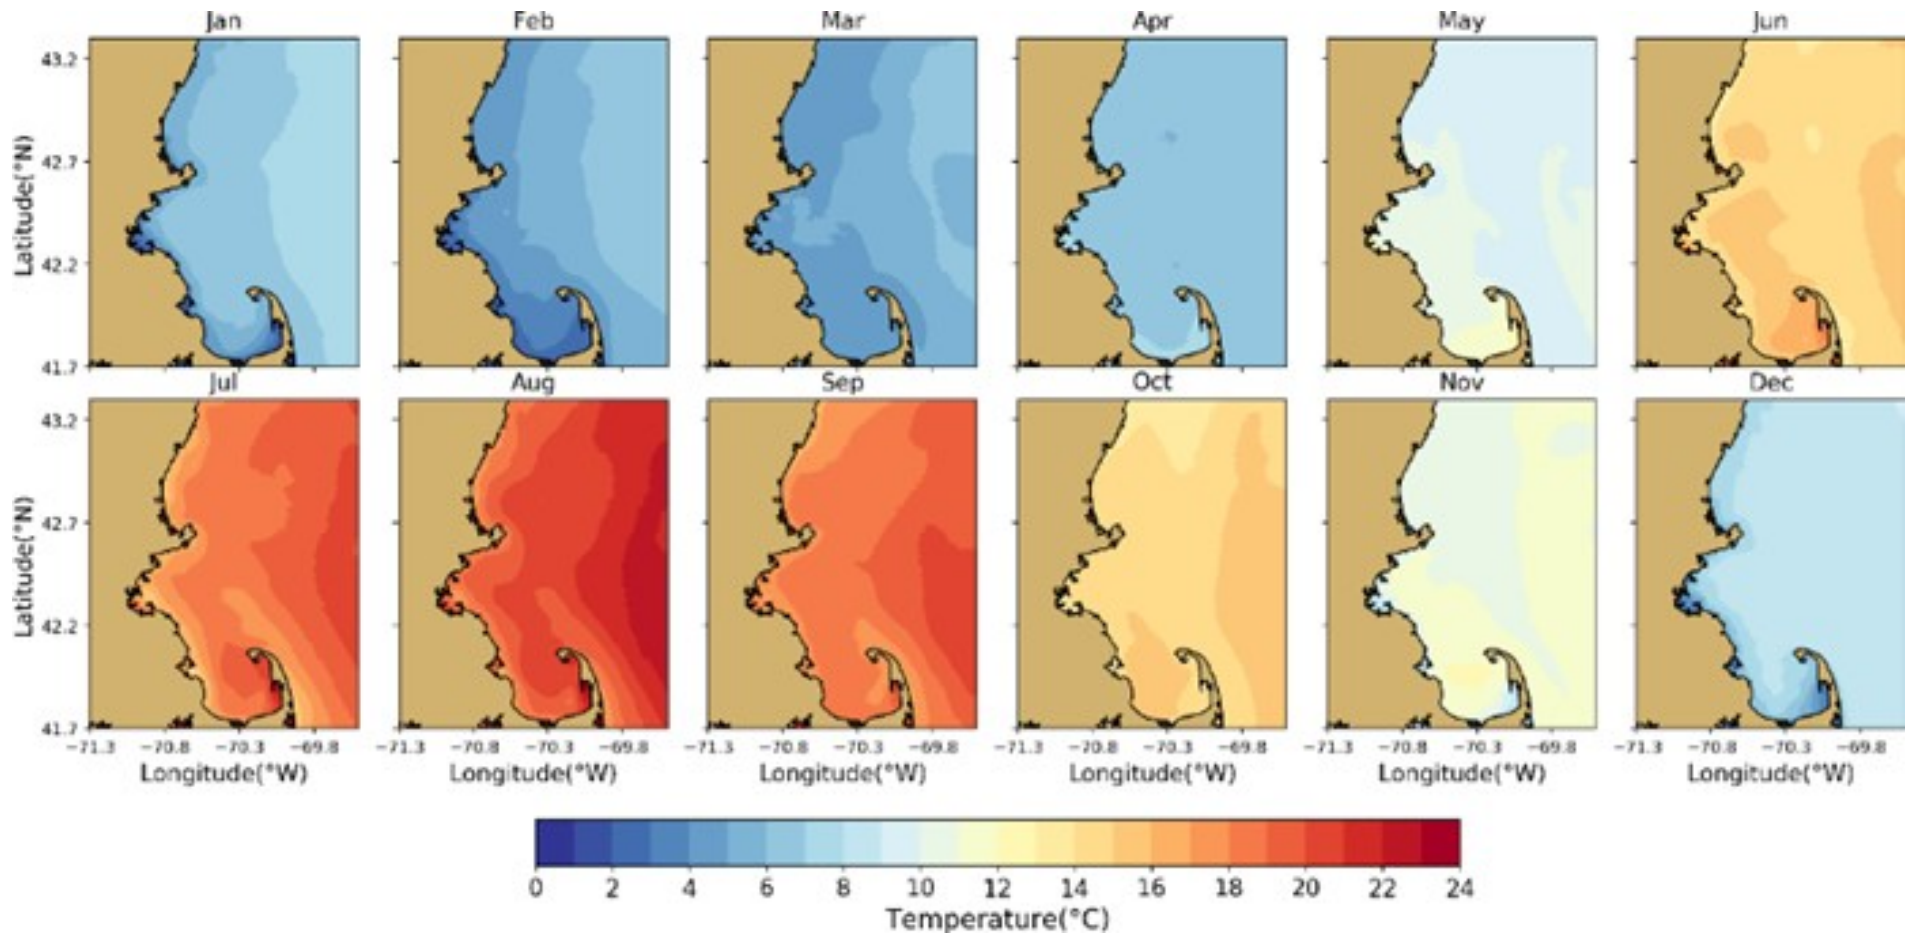 Jan Feb Mar Apr May Jun
43.2
42.7
42.2
41.7
Latitude(°N)
Jul Aug Sep Oct Nov Dec
43.2
42.7
42.2
41.7
Latitude(°N)
−71.3 −70.8 −70.3 −69.8 −71.3 −70.8 −70.3 −69.8 −71.3 −70.8 −70.3 −69.8 −71.3 −70.8 −70.3 −69.8 −71.3 −70.8 −70.3 −69.8 −71.3 −70.8 −70.3 −69.8
Longitude(°W) Longitude(°W) Longitude(°W) Longitude(°W) Longitude(°W) Longitude(°W)
0 2 4 6 8 10 12 14 16 18 20 22 24
Temperature(°C)